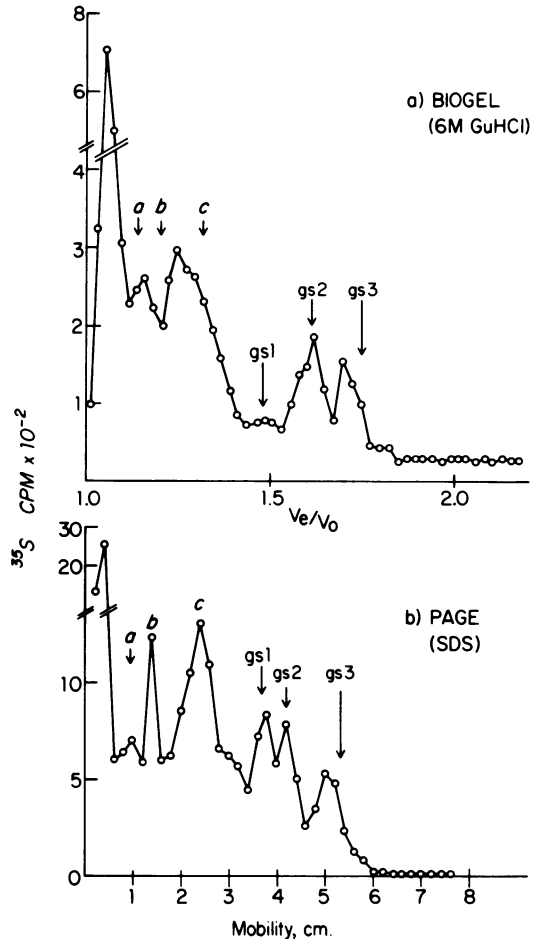 8
6
4
3
2
1
a) BIOGEL
(6M GuHCl)
a b c
gs1 gs2 gs3
1.0 1.5 2.0
Ve/Vo
35S CPM x 10-2
30
20
10
5
0
b) PAGE
(SDS)
a b c
gs1 gs2 gs3
1 2 3 4 5 6 7 8
Mobility, cm.